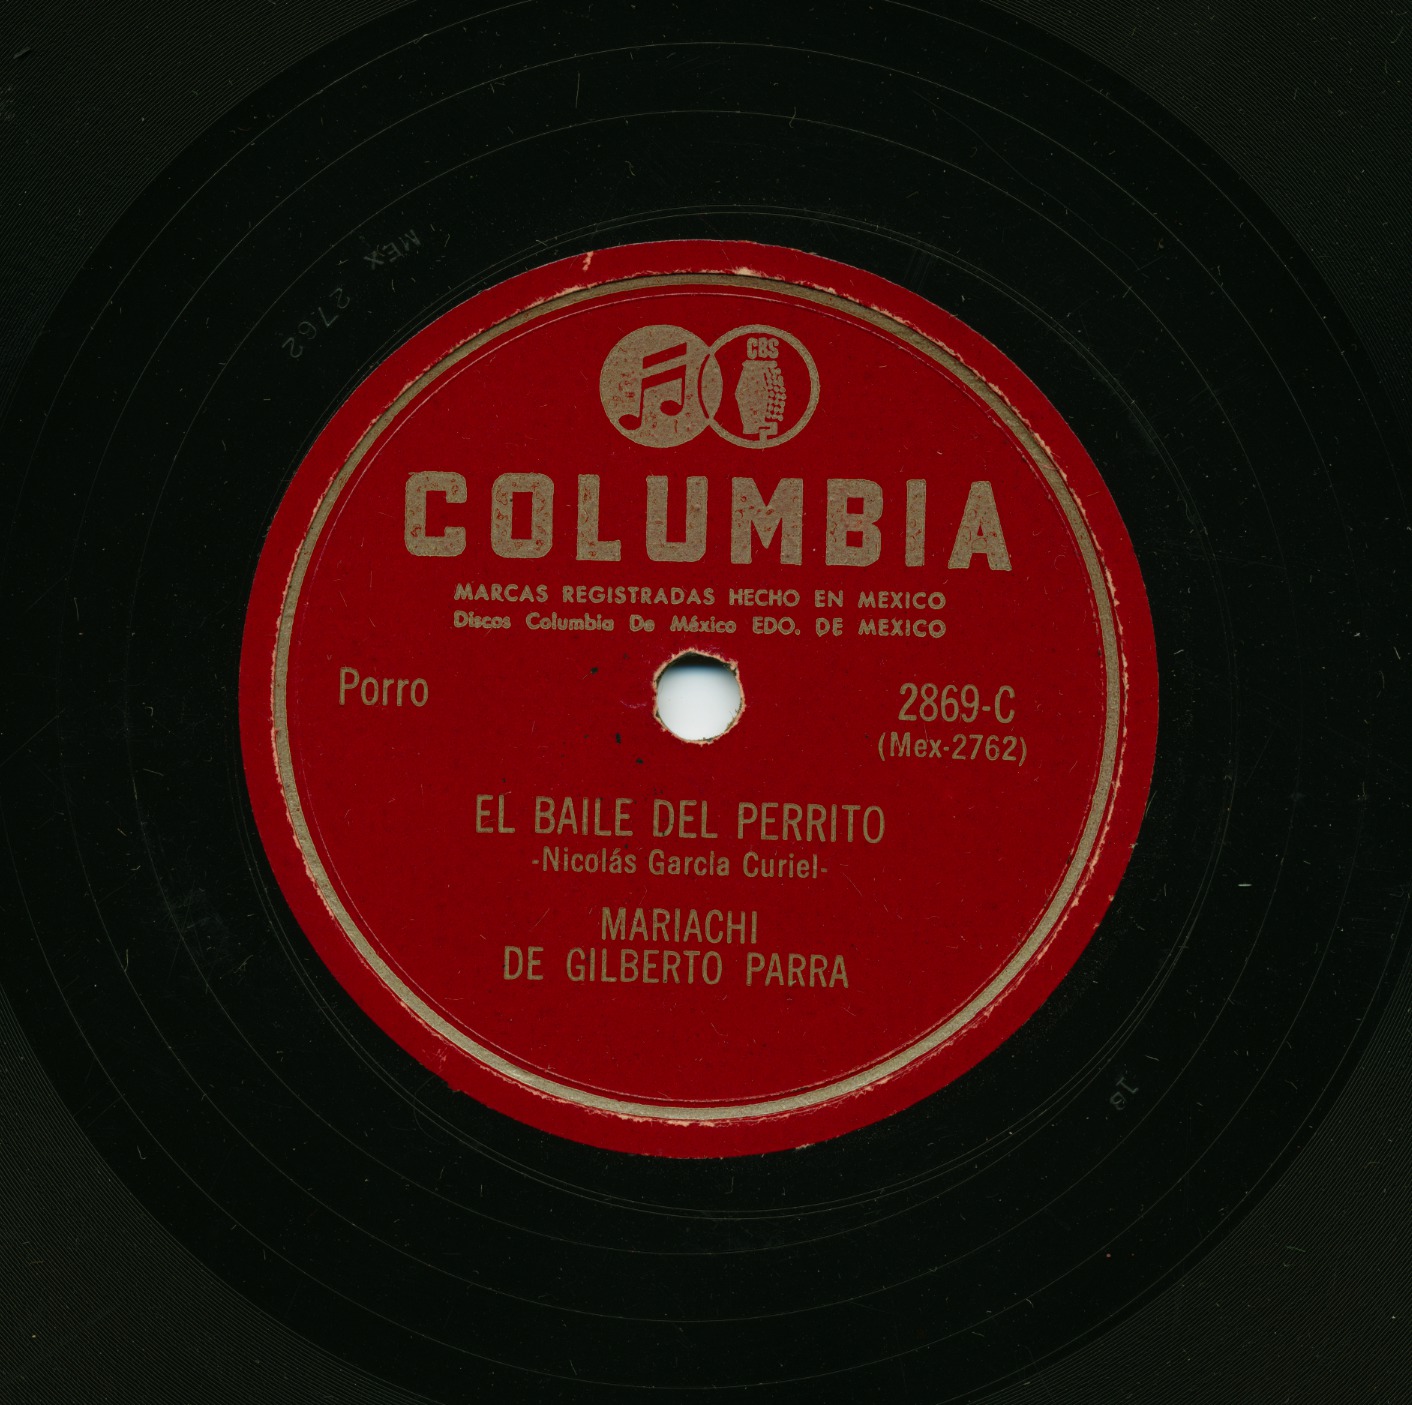 CBS
COLUMBIA
MARCAS REGISTRADAS HECHO EN MEXICO
Discos Columbia De México EDO. DE MEXICO
Porro
2869-C
(Mex-2762)
EL BAILE DEL PERRITO
-Nicolás García Curiel-
MARIACHI
DE GILBERTO PARRA
MEX 2762
1B